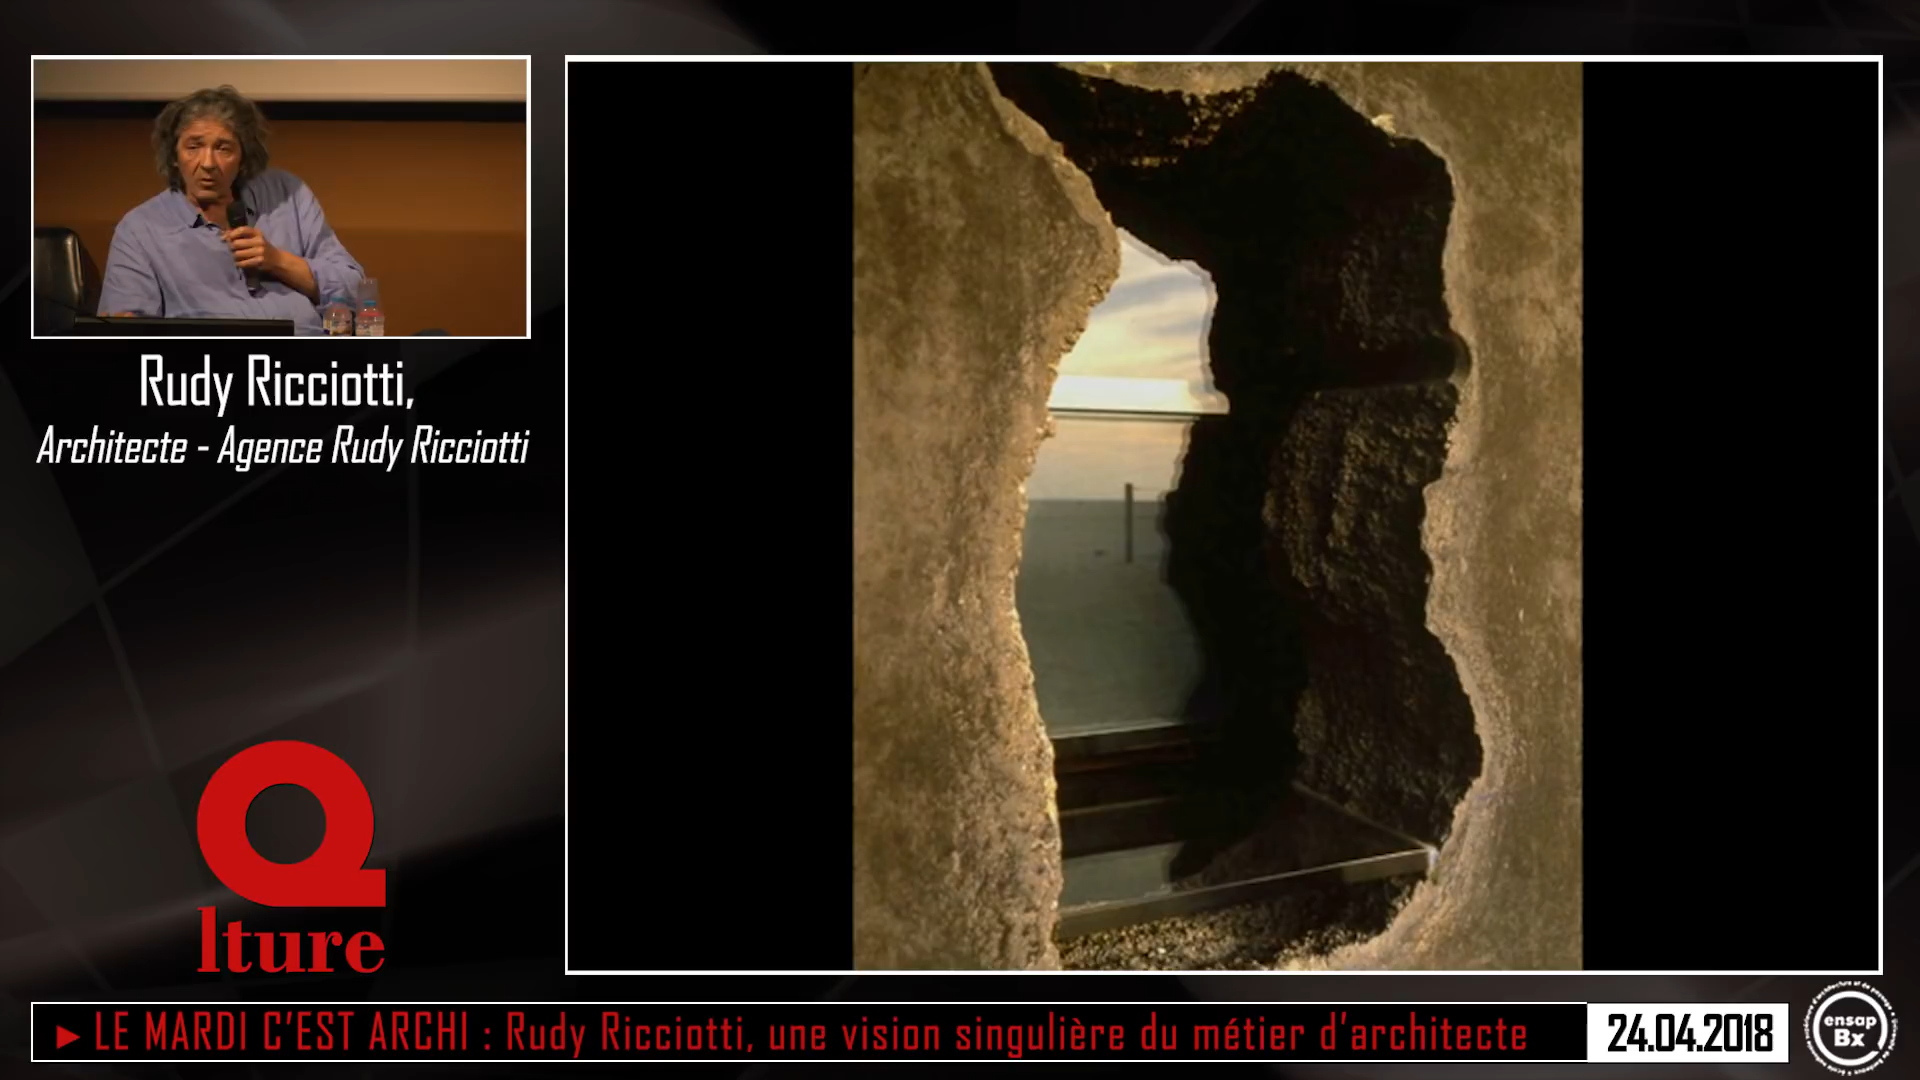 Rudy Ricciotti,
Architecte - Agence Rudy Ricciotti
Qlture
► LE MARDI C'EST ARCHI : Rudy Ricciotti, une vision singulière du métier d'architecte
24.04.2018
ensap
Bx